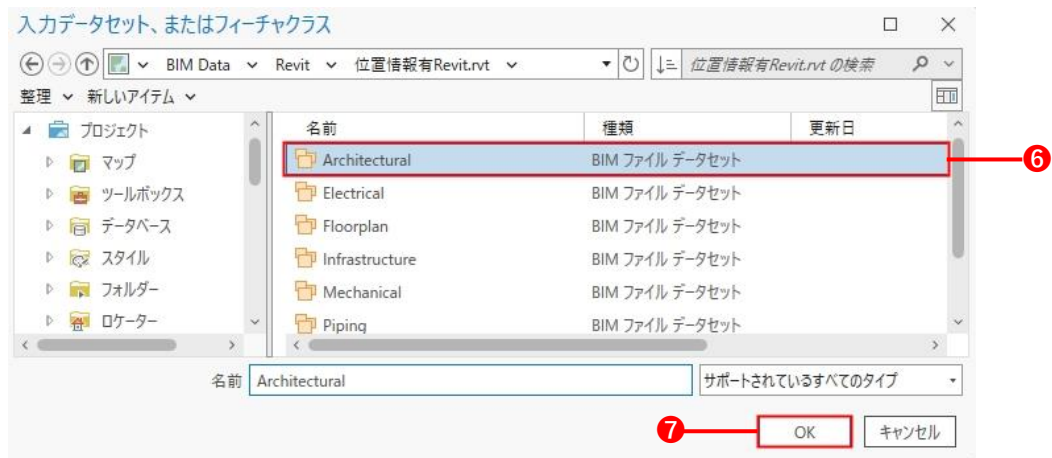 入力データセット、またはフィーチャクラス
BIM Data Revit 位置情報有Revit.rvt 位置情報有Revit.rvt の検索
整理 新しいアイテム
プロジェクト
マップ
ツールボックス
データベース
スタイル
フォルダー
ロケーター
名前 種類 更新日
Architectural BIM ファイル データセット
Electrical BIM ファイル データセット
Floorplan BIM ファイル データセット
Infrastructure BIM ファイル データセット
Mechanical BIM ファイル データセット
Piping BIM ファイル データセット
❻
名前 Architectural サポートされているすべてのタイプ
❼ OK キャンセル